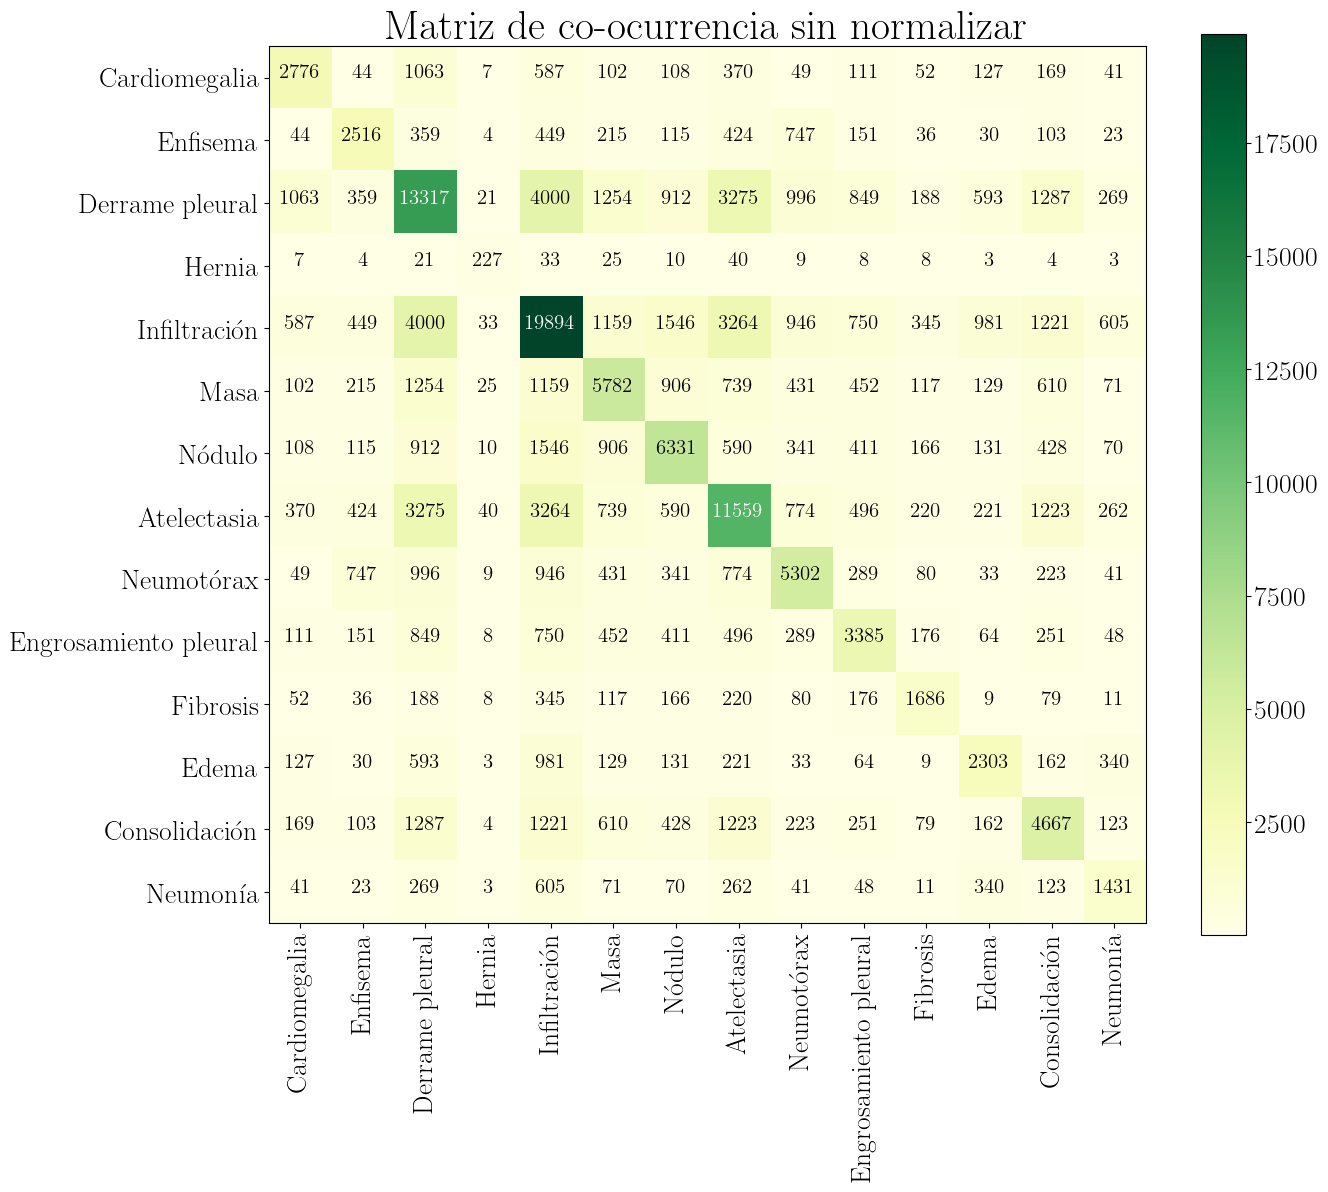 Matriz de co-ocurrencia sin normalizar
Cardiomegalia 2776 44 1063 7 587 102 108 370 49 111 52 127 169 41
Enfisema 44 2516 359 4 449 215 115 424 747 151 36 30 103 23
Derrame pleural 1063 359 13317 21 4000 1254 912 3275 996 849 188 593 1287 269
Hernia 7 4 21 227 33 25 10 40 9 8 8 3 4 3
Infiltración 587 449 4000 33 19894 1159 1546 3264 946 750 345 981 1221 605
Masa 102 215 1254 25 1159 5782 906 739 431 452 117 129 610 71
Nódulo 108 115 912 10 1546 906 6331 590 341 411 166 131 428 70
Atelectasia 370 424 3275 40 3264 739 590 11559 774 496 220 221 1223 262
Neumotórax 49 747 996 9 946 431 341 774 5302 289 80 33 223 41
Engrosamiento pleural 111 151 849 8 750 452 411 496 289 3385 176 64 251 48
Fibrosis 52 36 188 8 345 117 166 220 80 176 1686 9 79 11
Edema 127 30 593 3 981 129 131 221 33 64 9 2303 162 340
Consolidación 169 103 1287 4 1221 610 428 1223 223 251 79 162 4667 123
Neumonía 41 23 269 3 605 71 70 262 41 48 11 340 123 1431
Cardiomegalia
Enfisema
Derrame pleural
Hernia
Infiltración
Masa
Nódulo
Atelectasia
Neumotórax
Engrosamiento pleural
Fibrosis
Edema
Consolidación
Neumonía
17500
15000
12500
10000
7500
5000
2500